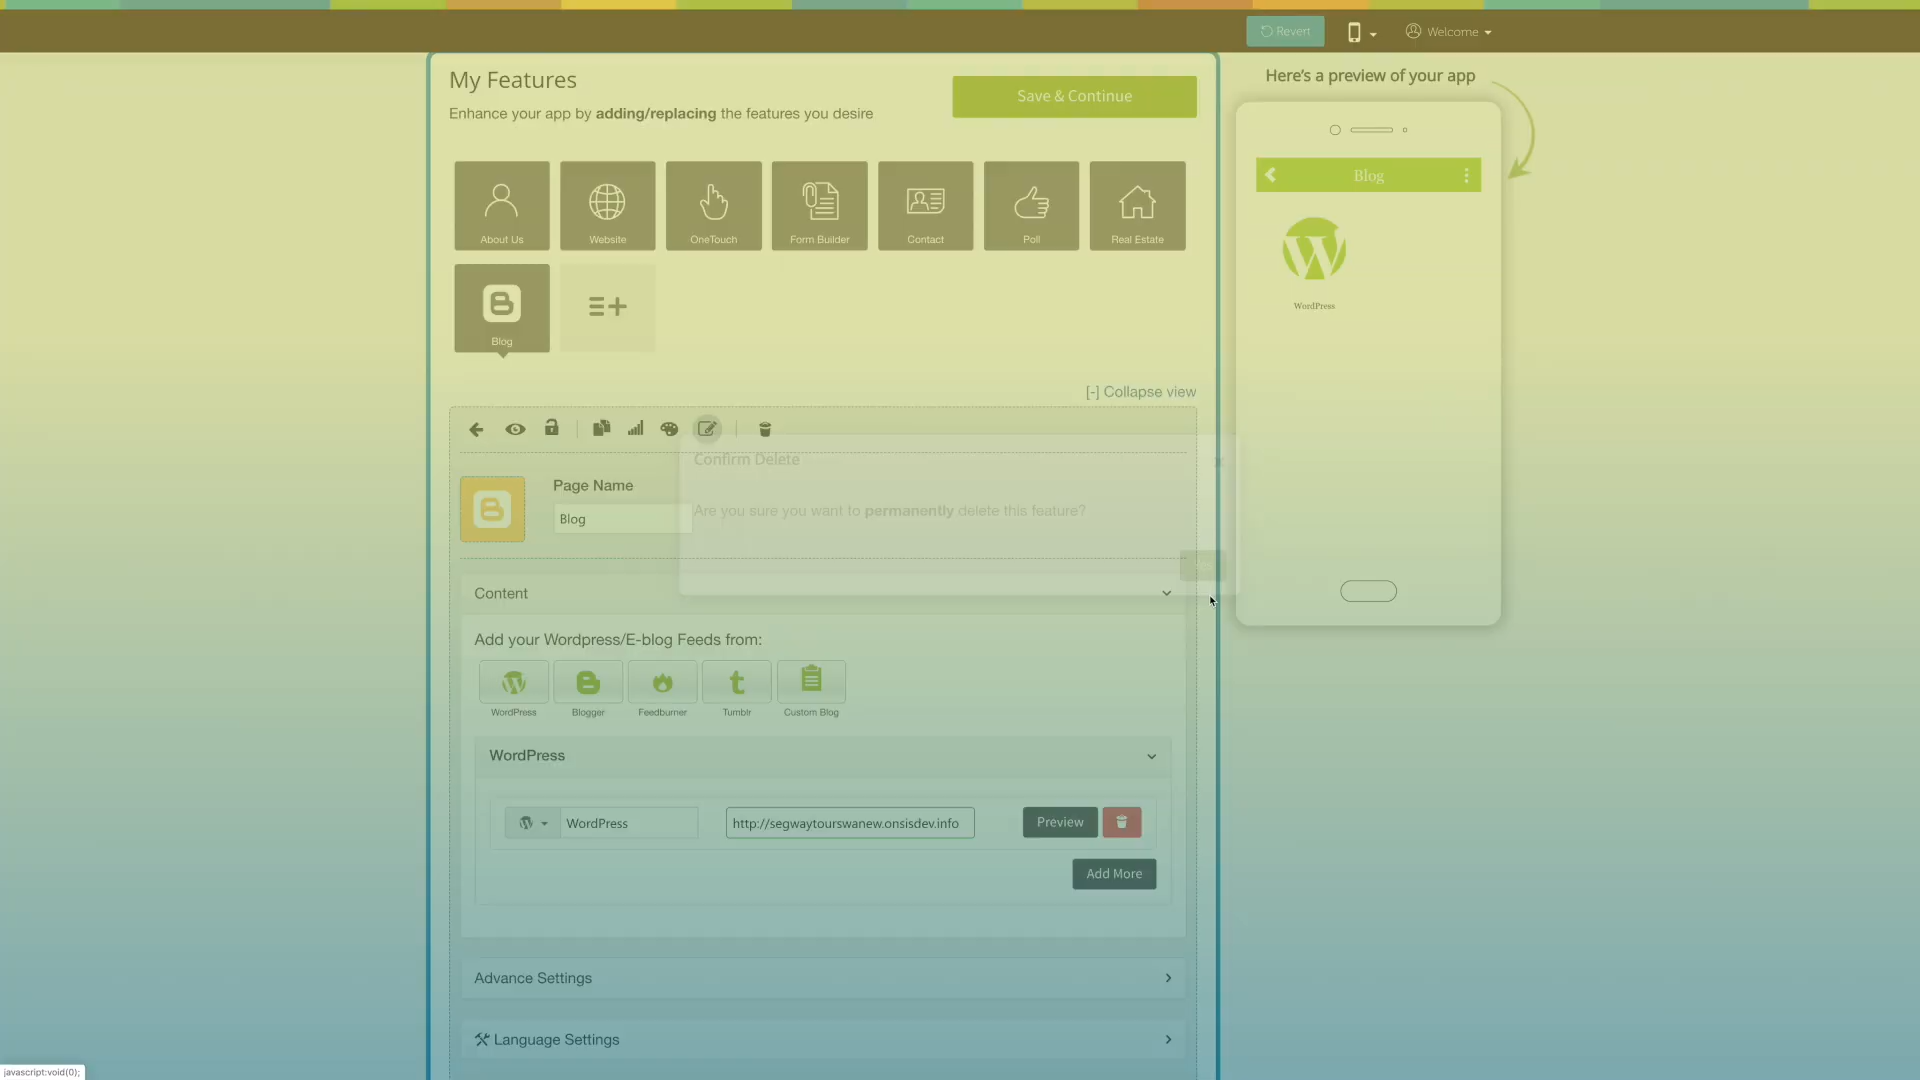 Revert
Welcome
My Features
Save & Continue
Enhance your app by adding/replacing the features you desire
Here's a preview of your app
About Us
Website
OneTouch
Form Builder
Contact
Poll
Real Estate
Blog
[-] Collapse view
Blog
WordPress
Confirm Delete
Page Name
Blog
Are you sure you want to permanently delete this feature?
Content
Add your Wordpress/E-blog Feeds from:
WordPress
Blogger
Feedburner
Tumblr
Custom Blog
WordPress
WordPress
http://segwaytourswanew.onsisdev.info
Preview
Add More
Advance Settings
Language Settings
javascript:void(0);